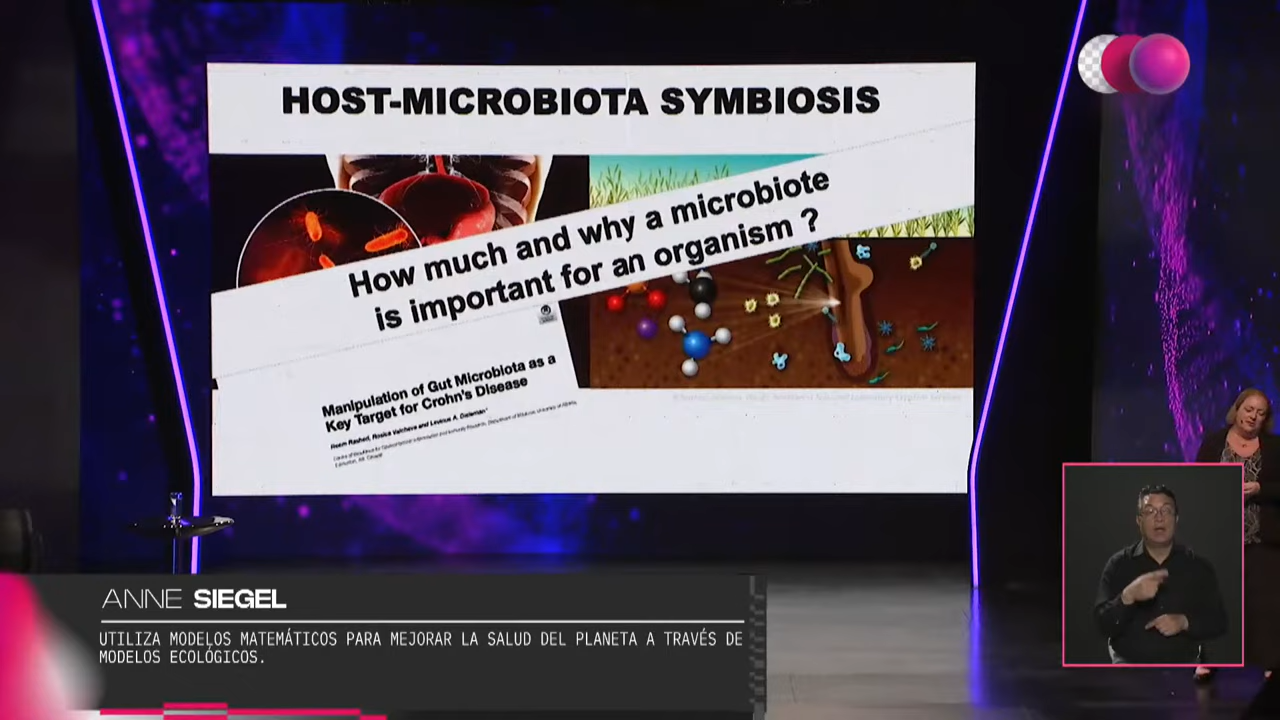 HOST-MICROBIOTA SYMBIOSIS
How much and why a microbiote
is important for an organism ?
Manipulation of Gut Microbiota as a
Key Target for Crohn's Disease
ANNE SIEGEL
UTILIZA MODELOS MATEMÁTICOS PARA MEJORAR LA SALUD DEL PLANETA A TRAVÉS DE
MODELOS ECOLÓGICOS.